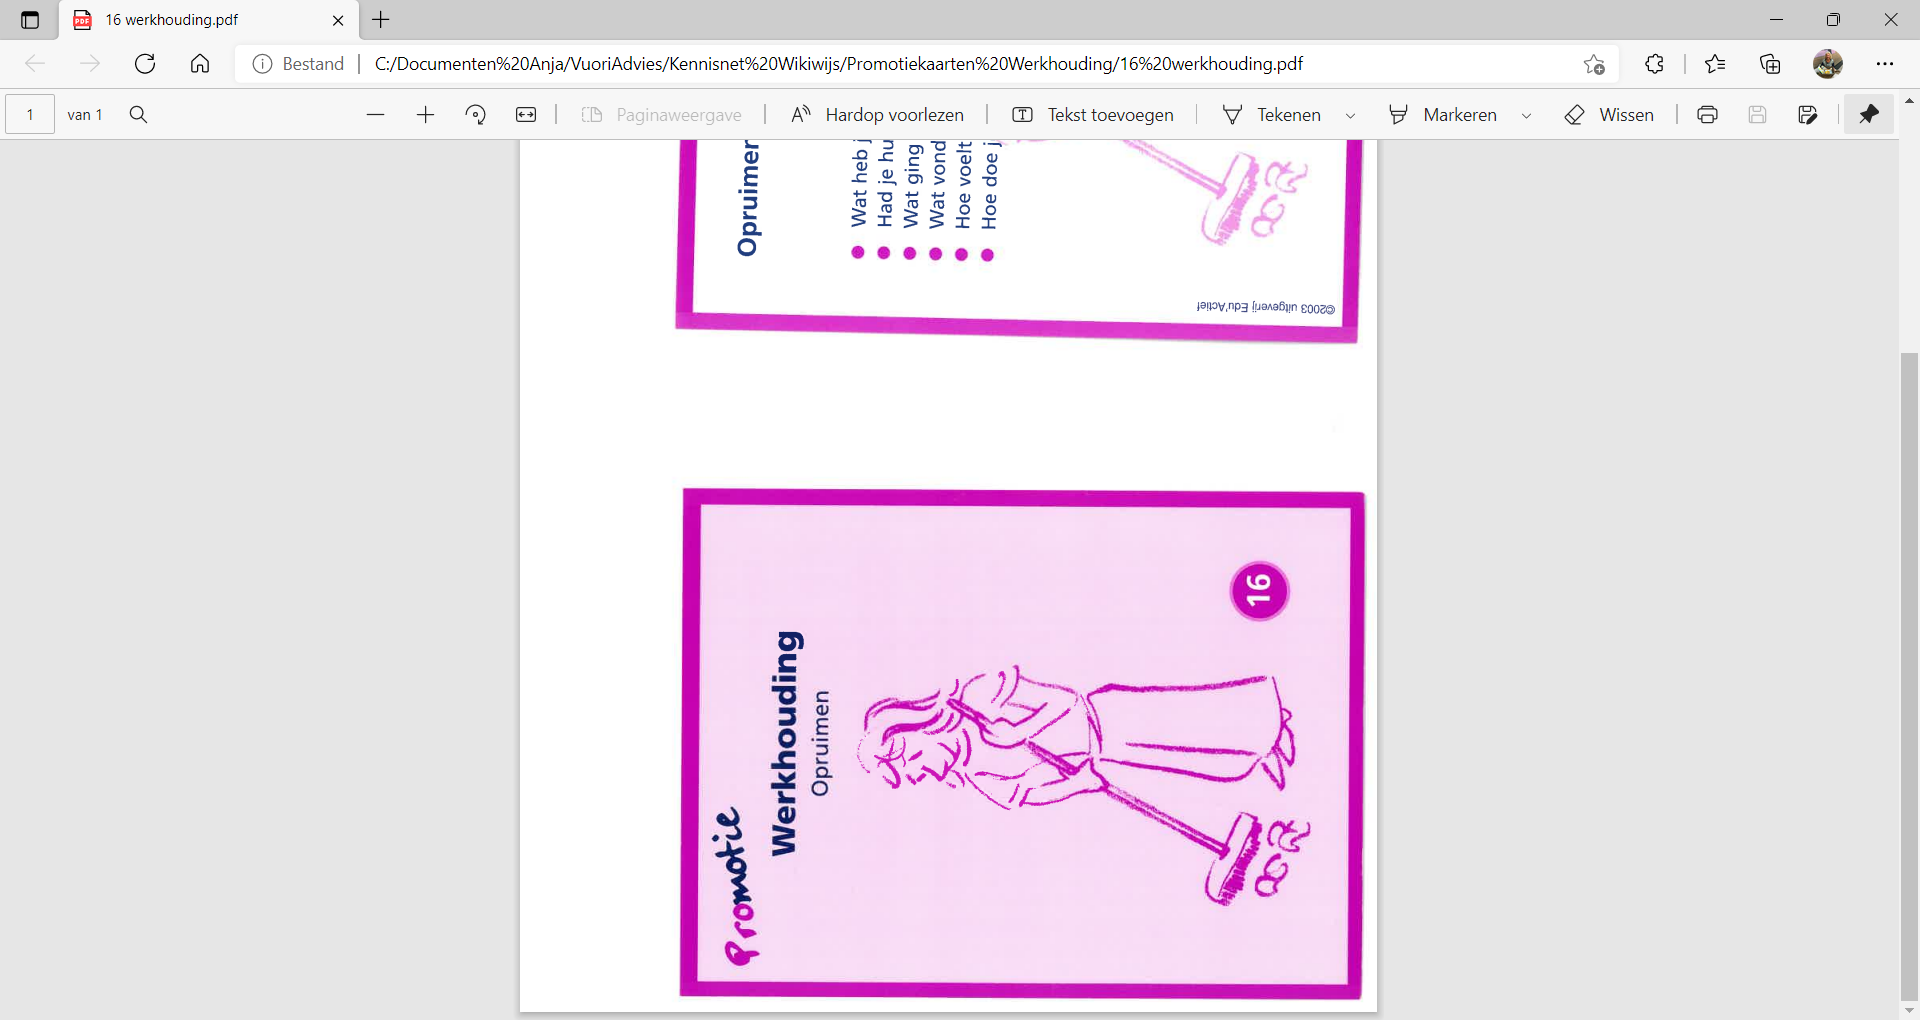 16 werkhouding.pdf
Bestand
C:/Documenten%20Anja/VuoriAdvies/Kennisnet%20Wikiwijs/Promotiekaarten%20Werkhouding/16%20werkhouding.pdf
1 van 1
Paginaweergave
Hardop voorlezen
Tekst toevoegen
Tekenen
Markeren
Wissen
Opruimen
Wat heb j
Had je hu
Wat ging
Wat vond
Hoe voelt
Hoe doe j
©2003 uitgeverij Edu'Actief
Promotie
Werkhouding
Opruimen
16